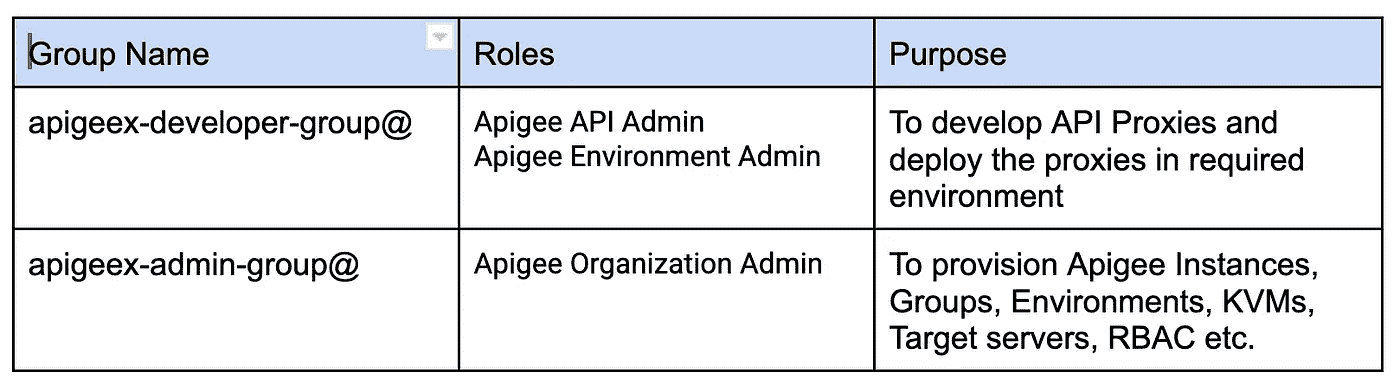 Group Name
Roles
Purpose
apigeex-developer-group@
Apigee API Admin
Apigee Environment Admin
To develop API Proxies and
deploy the proxies in required
environment
apigeex-admin-group@
Apigee Organization Admin
To provision Apigee Instances,
Groups, Environments, KVMs,
Target servers, RBAC etc.